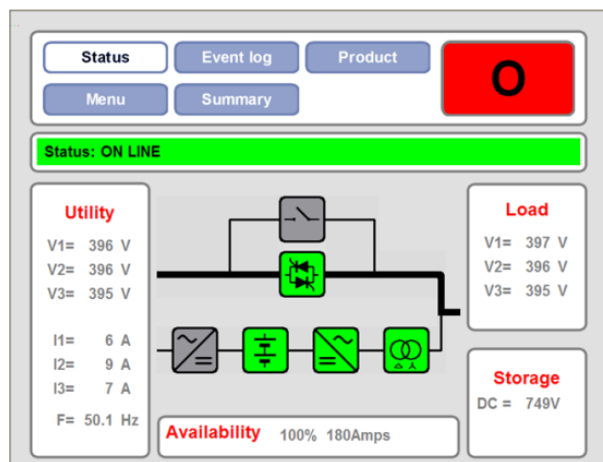 Status Event log Product
Menu Summary
O
Status: ON LINE
Utility
V1= 396 V
V2= 396 V
V3= 395 V
I1= 6 A
I2= 9 A
I3= 7 A
F= 50.1 Hz
Load
V1= 397 V
V2= 396 V
V3= 395 V
Storage
DC = 749V
Availability 100% 180Amps